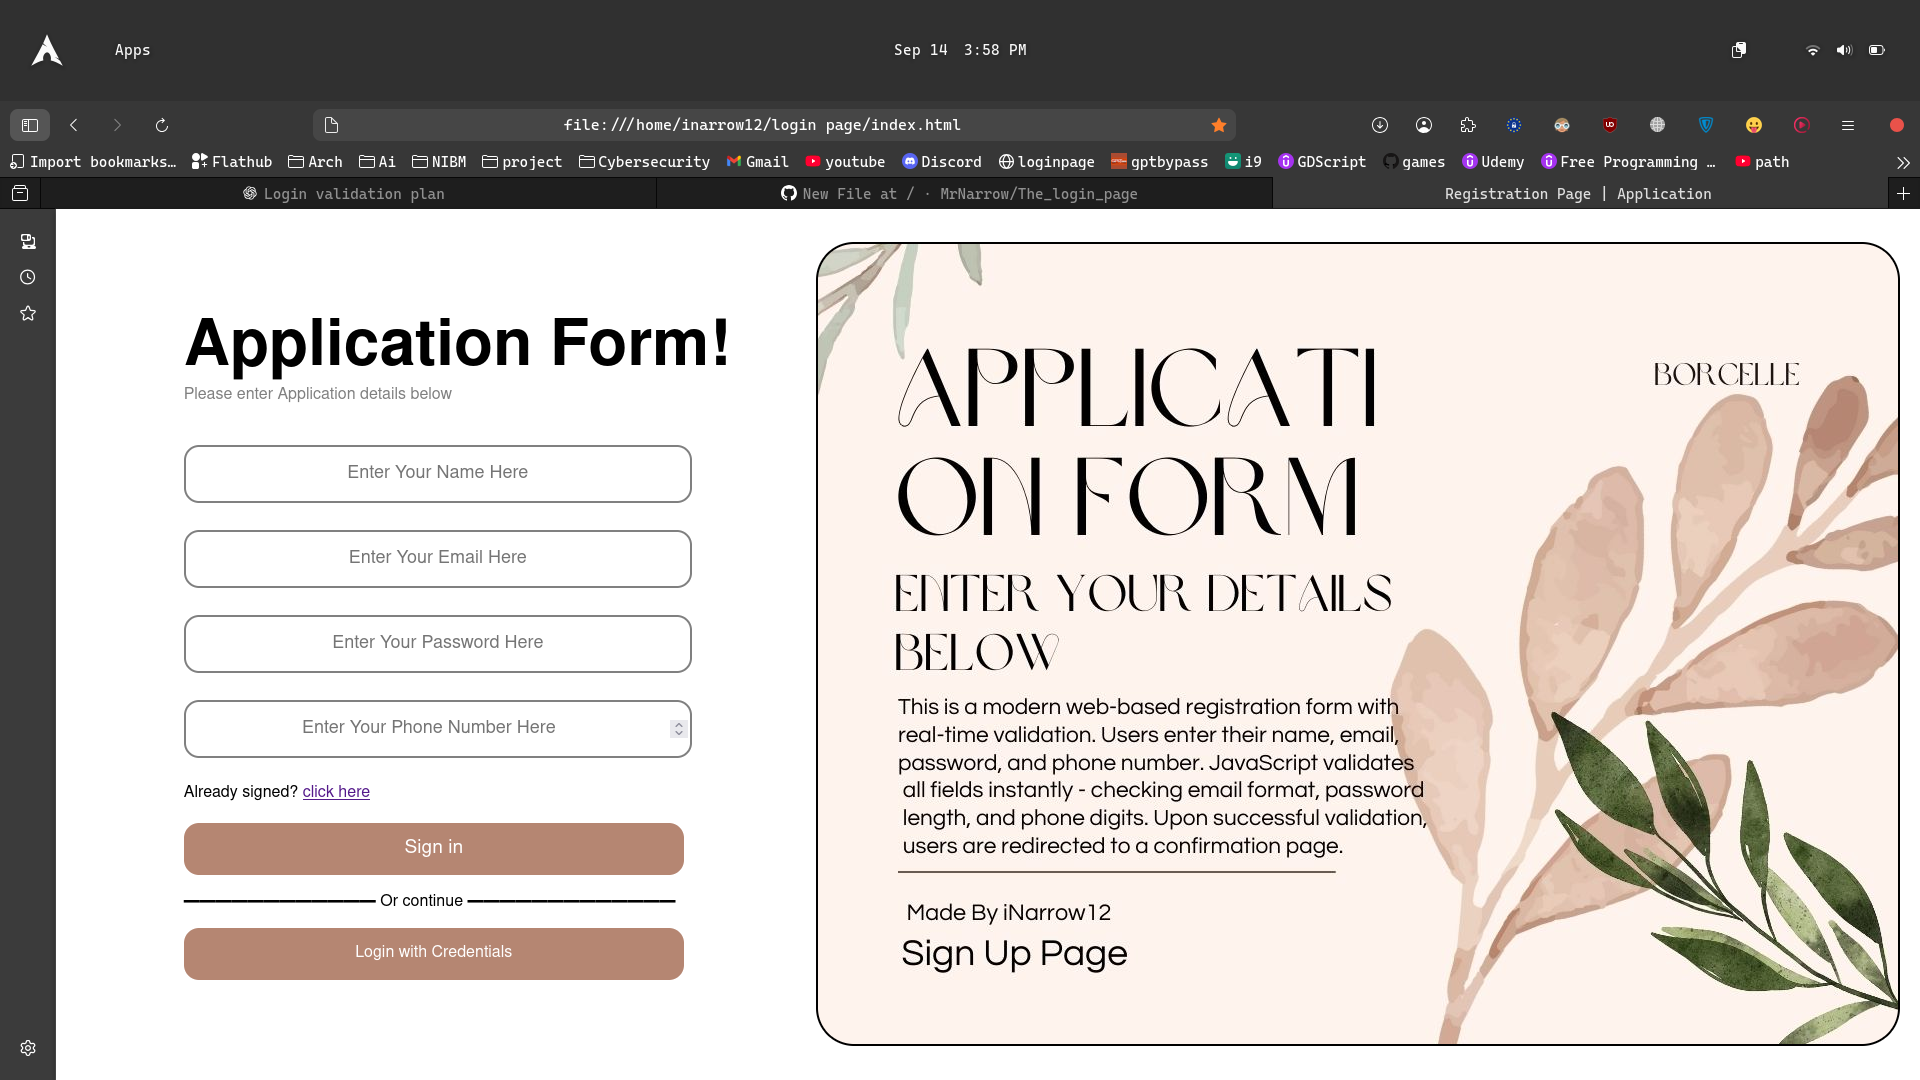 Apps
Sep 14  3:58 PM
file:///home/inarrow12/login page/index.html
Import bookmarks…
Flathub
Arch
Ai
NIBM
project
Cybersecurity
Gmail
youtube
Discord
loginpage
gptbypass
i9
GDScript
games
Udemy
Free Programming …
path
Login validation plan
New File at / · MrNarrow/The_login_page
Registration Page | Application
Application Form!
Please enter Application details below
Enter Your Name Here
Enter Your Email Here
Enter Your Password Here
Enter Your Phone Number Here
Already signed? click here
Sign in
Or continue
Login with Credentials
BORCELLE
APPLICATI
ON FORM
ENTER YOUR DETAILS
BELOW
This is a modern web-based registration form with
real-time validation. Users enter their name, email,
password, and phone number. JavaScript validates
all fields instantly - checking email format, password
length, and phone digits. Upon successful validation,
users are redirected to a confirmation page.
Made By iNarrow12
Sign Up Page